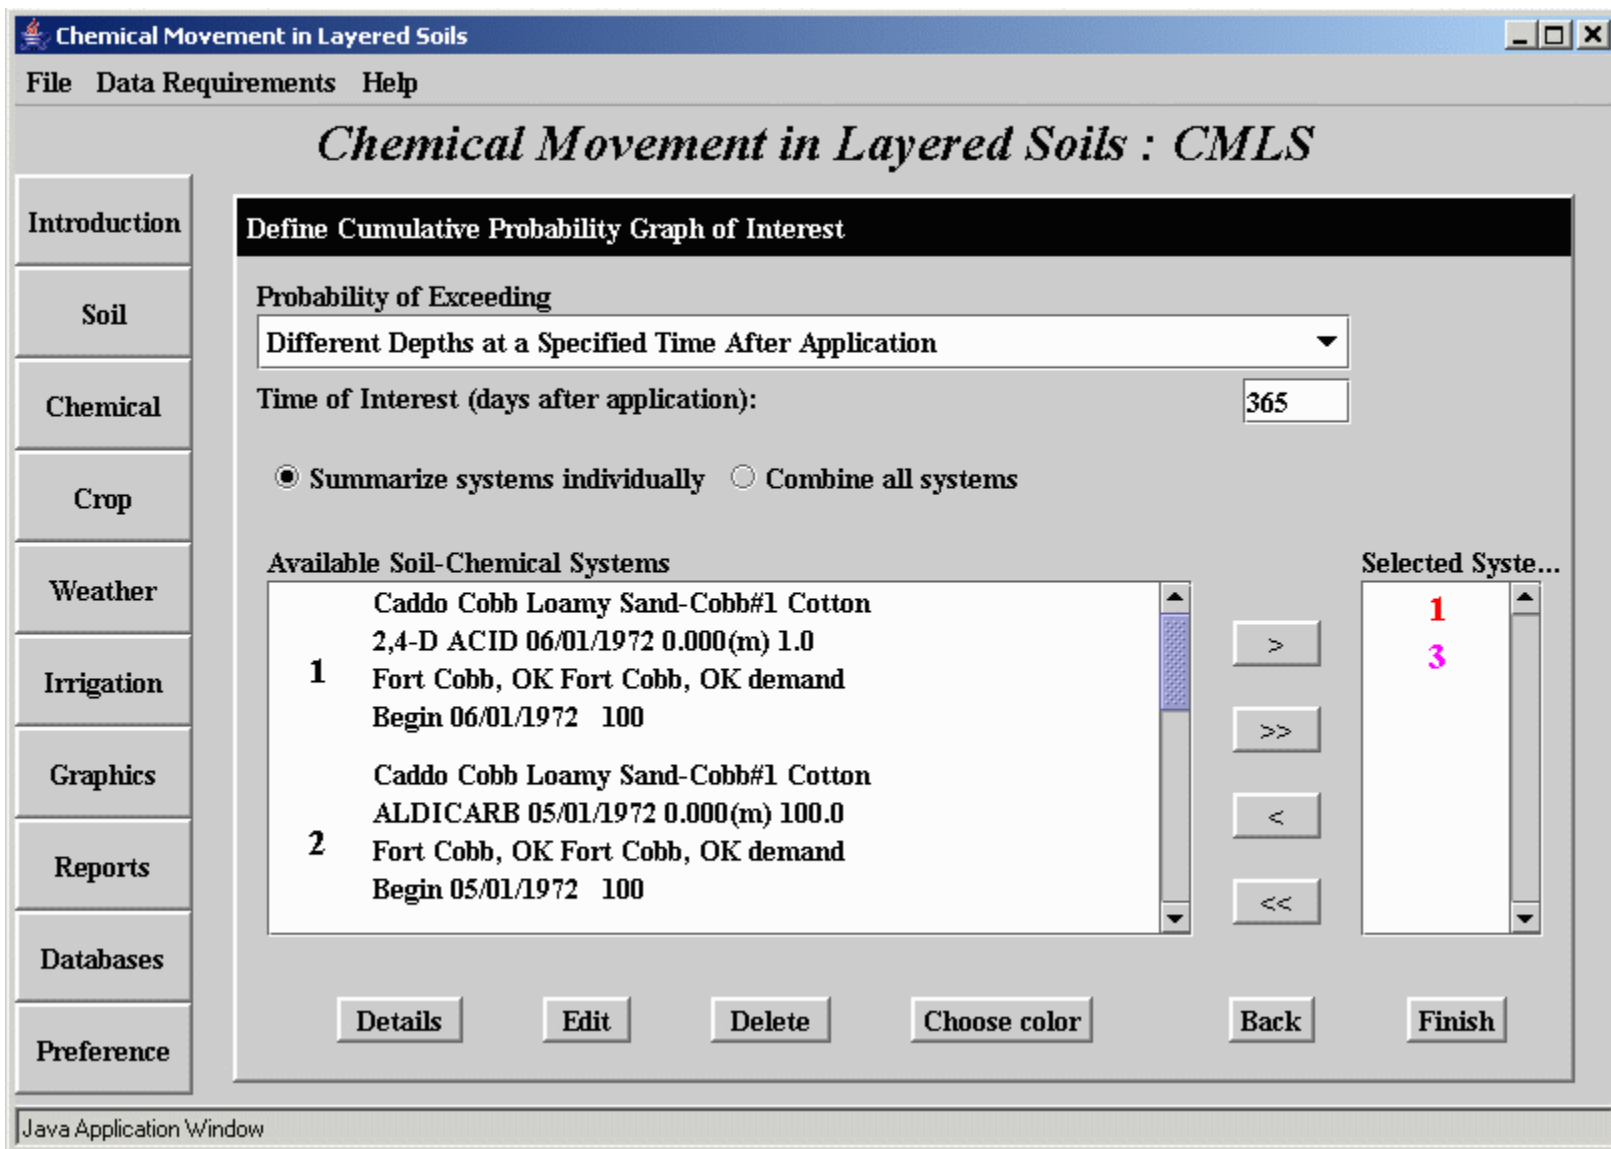 Chemical Movement in Layered Soils
File Data Requirements Help
Chemical Movement in Layered Soils : CMLS
Introduction
Soil
Chemical
Crop
Weather
Irrigation
Graphics
Reports
Databases
Preference
Define Cumulative Probability Graph of Interest
Probability of Exceeding
Different Depths at a Specified Time After Application
Time of Interest (days after application): 365
Summarize systems individually Combine all systems
Available Soil-Chemical Systems
1
Caddo Cobb Loamy Sand-Cobb#1 Cotton
2,4-D ACID 06/01/1972 0.000(m) 1.0
Fort Cobb, OK Fort Cobb, OK demand
Begin 06/01/1972 100
2
Caddo Cobb Loamy Sand-Cobb#1 Cotton
ALDICARB 05/01/1972 0.000(m) 100.0
Fort Cobb, OK Fort Cobb, OK demand
Begin 05/01/1972 100
>
>>
<
<<
Selected Syste...
1
3
Details Edit Delete Choose color Back Finish
Java Application Window